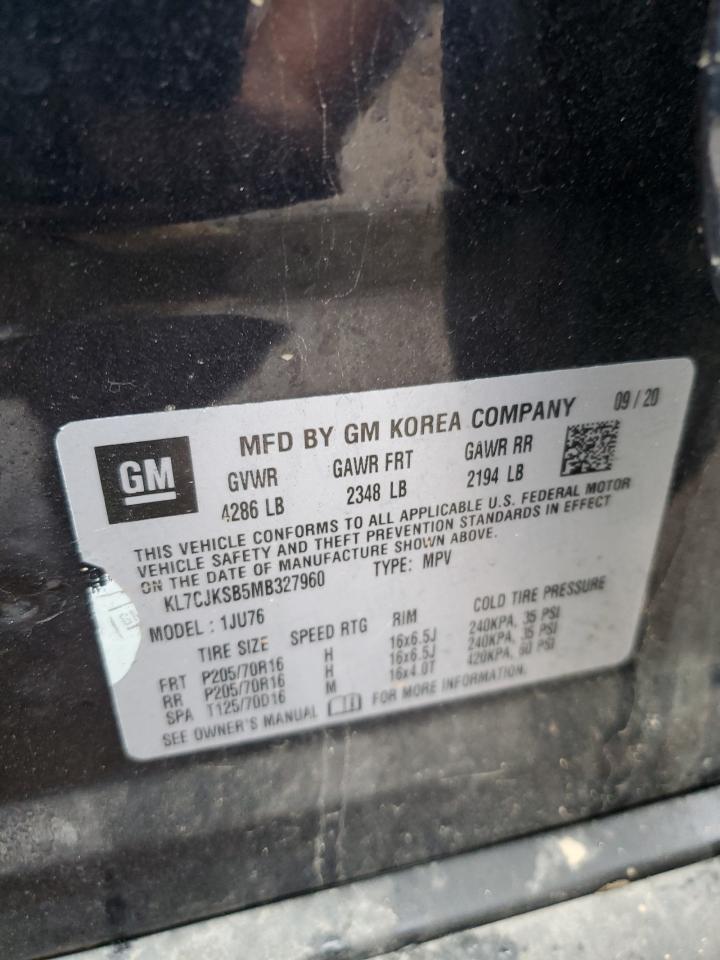 MFD BY GM KOREA COMPANY 09 / 20
GM
GVWR GAWR FRT GAWR RR
4286 LB 2348 LB 2194 LB
THIS VEHICLE CONFORMS TO ALL APPLICABLE U.S. FEDERAL MOTOR
VEHICLE SAFETY AND THEFT PREVENTION STANDARDS IN EFFECT
ON THE DATE OF MANUFACTURE SHOWN ABOVE.
KL7CJKSB5MB327960 TYPE: MPV
MODEL : 1JU76
TIRE SIZE SPEED RTG RIM COLD TIRE PRESSURE
FRT P205/70R16 H 16x6.5J 240KPA, 35 PSI
RR P205/70R16 H 16x6.5J 240KPA, 35 PSI
SPA T125/70D16 M 16x4.0T 420KPA, 60 PSI
SEE OWNER'S MANUAL FOR MORE INFORMATION.